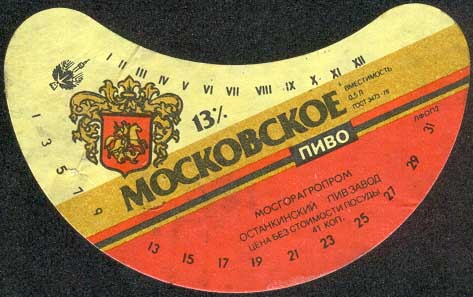 I II III IV V VI VII VIII IX X XI XII
13%
ВМЕСТИМОСТЬ
0,5 Л
ГОСТ 3473-78
МОСКОВСКОЕ
ПИВО
ЛФОП2
МОСГОРАГРОПРОМ
ОСТАНКИНСКИЙ ПИВЗАВОД
ЦЕНА БЕЗ СТОИМОСТИ ПОСУДЫ
41 КОП.
1 3 5 7 9 13 15 17 19 21 23 25 27 29 31